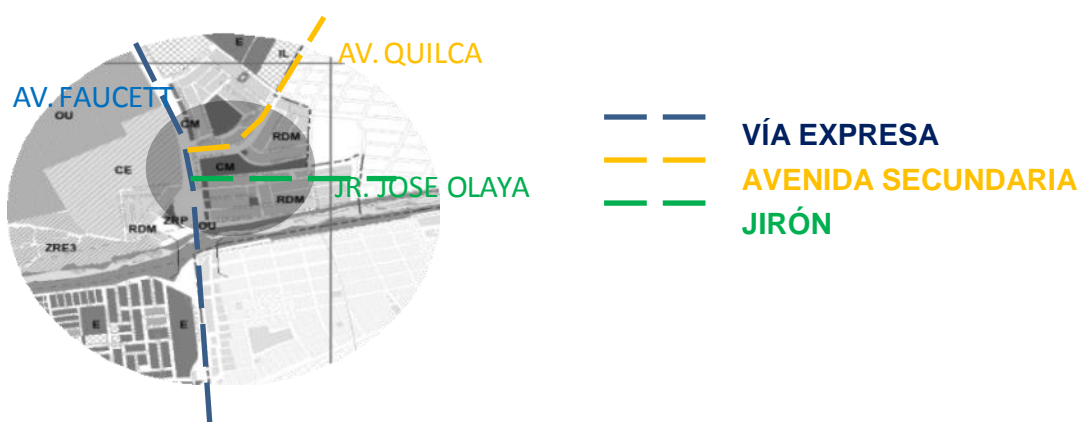 E
IL
AV. QUILCA
AV. FAUCETT
OU
CM
RDM
CE
CM
JR. JOSE OLAYA
RDM
ZRP
OU
RDM
ZRE3
E
E
VÍA EXPRESA
AVENIDA SECUNDARIA
JIRÓN